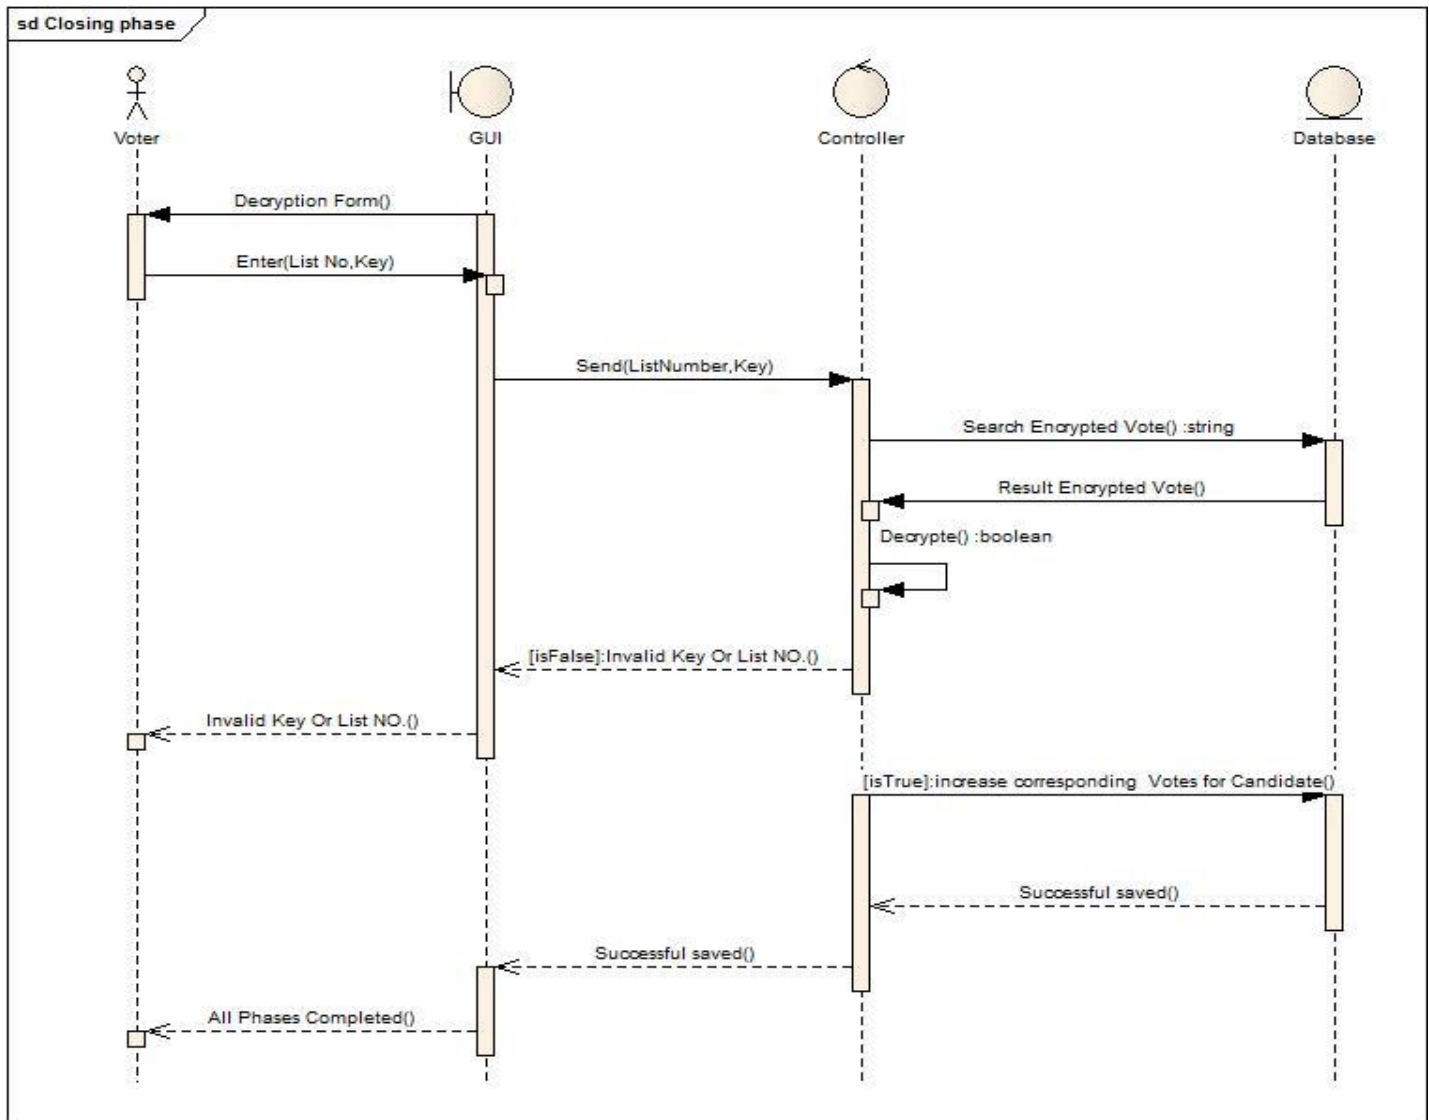 sd Closing phase
Voter
GUI
Controller
Database
Decryption Form()
Enter(List No,Key)
Send(ListNumber,Key)
Search Encrypted Vote() :string
Result Encrypted Vote()
Decrypte() :boolean
[isFalse]:Invalid Key Or List NO.()
Invalid Key Or List NO.()
[isTrue]:increase corresponding Votes for Candidate()
Successful saved()
Successful saved()
All Phases Completed()